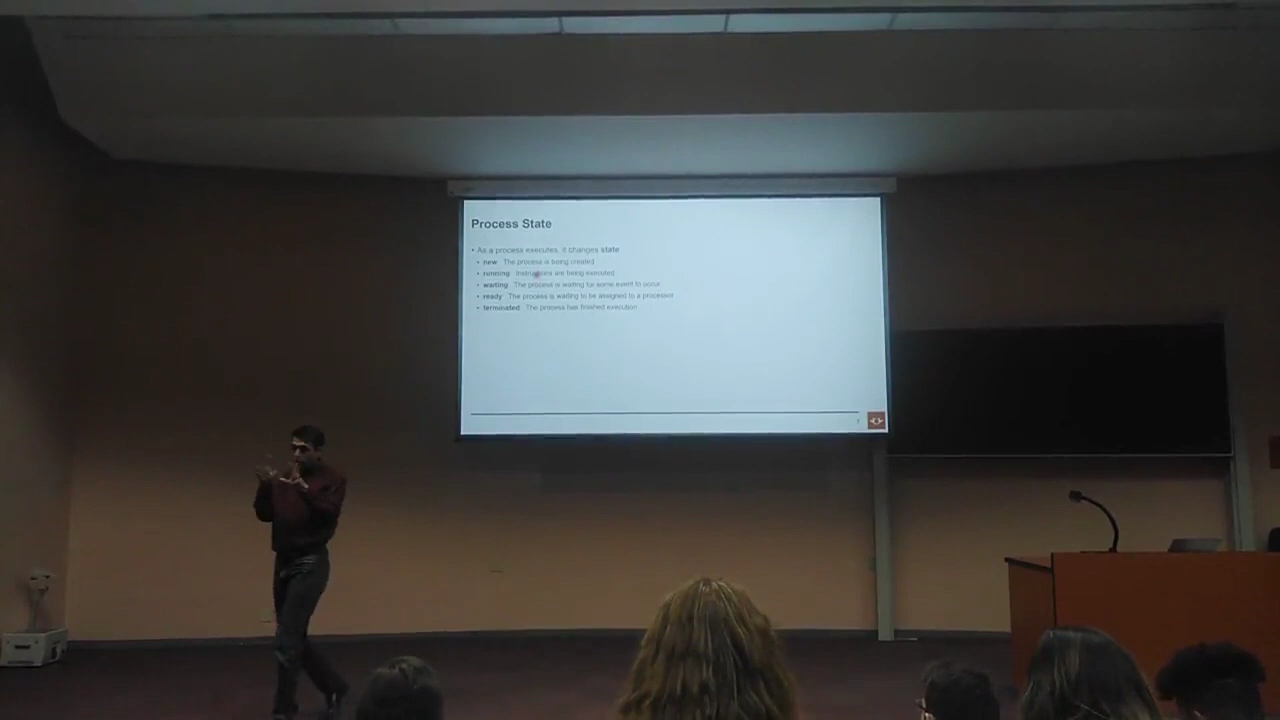 Process State
• As a process executes, it changes state
• new The process is being created
• running Instructions are being executed
• waiting The process is waiting for some event to occur
• ready The process is waiting to be assigned to a processor
• terminated The process has finished execution